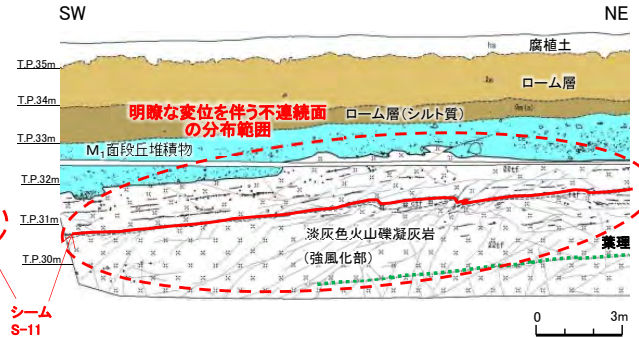 SW
NE
腐植土
T.P.35m
ローム層
T.P.34m
明瞭な変位を伴う不連続面
の分布範囲
ローム層(シルト質)
T.P.33m
M₁面段丘堆積物
T.P.32m
T.P.31m
淡灰色火山礫凝灰岩
(強風化部)
葉理
T.P.30m
シーム
S-11
0
3m